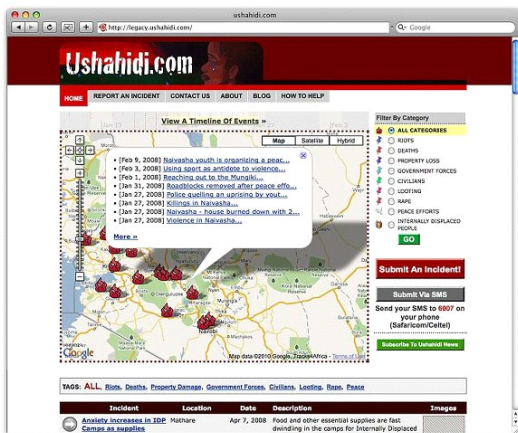 ushahidi.com
http://legacy.ushahidi.com/
Google
Ushahidi.com
HOME REPORT AN INCIDENT CONTACT US ABOUT BLOG HOW TO HELP
View A Timeline Of Events »
Map Satellite Hybrid
• [Feb 9, 2008] Naivasha youth is organizing a peac...
• [Feb 3, 2008] Using sport as antidote to violence...
• [Feb 1, 2008] Reaching out to the Mungiki...
• [Jan 31, 2008] Roadblocks removed after peace effo...
• [Jan 27, 2008] Police quelling an uprising by yout...
• [Jan 27, 2008] Killings in Naivasha...
• [Jan 27, 2008] Naivasha - house burned down with 2...
• [Jan 27, 2008] Violence in Naivasha...
More »
Nairobi
Google
Map data ©2010 Google, Tracks4Africa - Terms of Use
Filter By Category
ALL CATEGORIES
RIOTS
DEATHS
PROPERTY LOSS
GOVERNMENT FORCES
CIVILIANS
LOOTING
RAPE
PEACE EFFORTS
INTERNALLY DISPLACED
PEOPLE
GO
Submit An Incident!
Submit Via SMS
Send your SMS to 6007 on
your phone
(Safaricom/Celtel)
Subscribe To Ushahidi News
TAGS: ALL, Riots, Deaths, Property Damage, Government Forces, Civilians, Looting, Rape, Peace
Incident Location Date Description Images
Anxiety increases in IDP Mathare Apr 7, 2008 Food and other essential supplies are fast
Camps as supplies dwindling in the camps for Internally Displaced